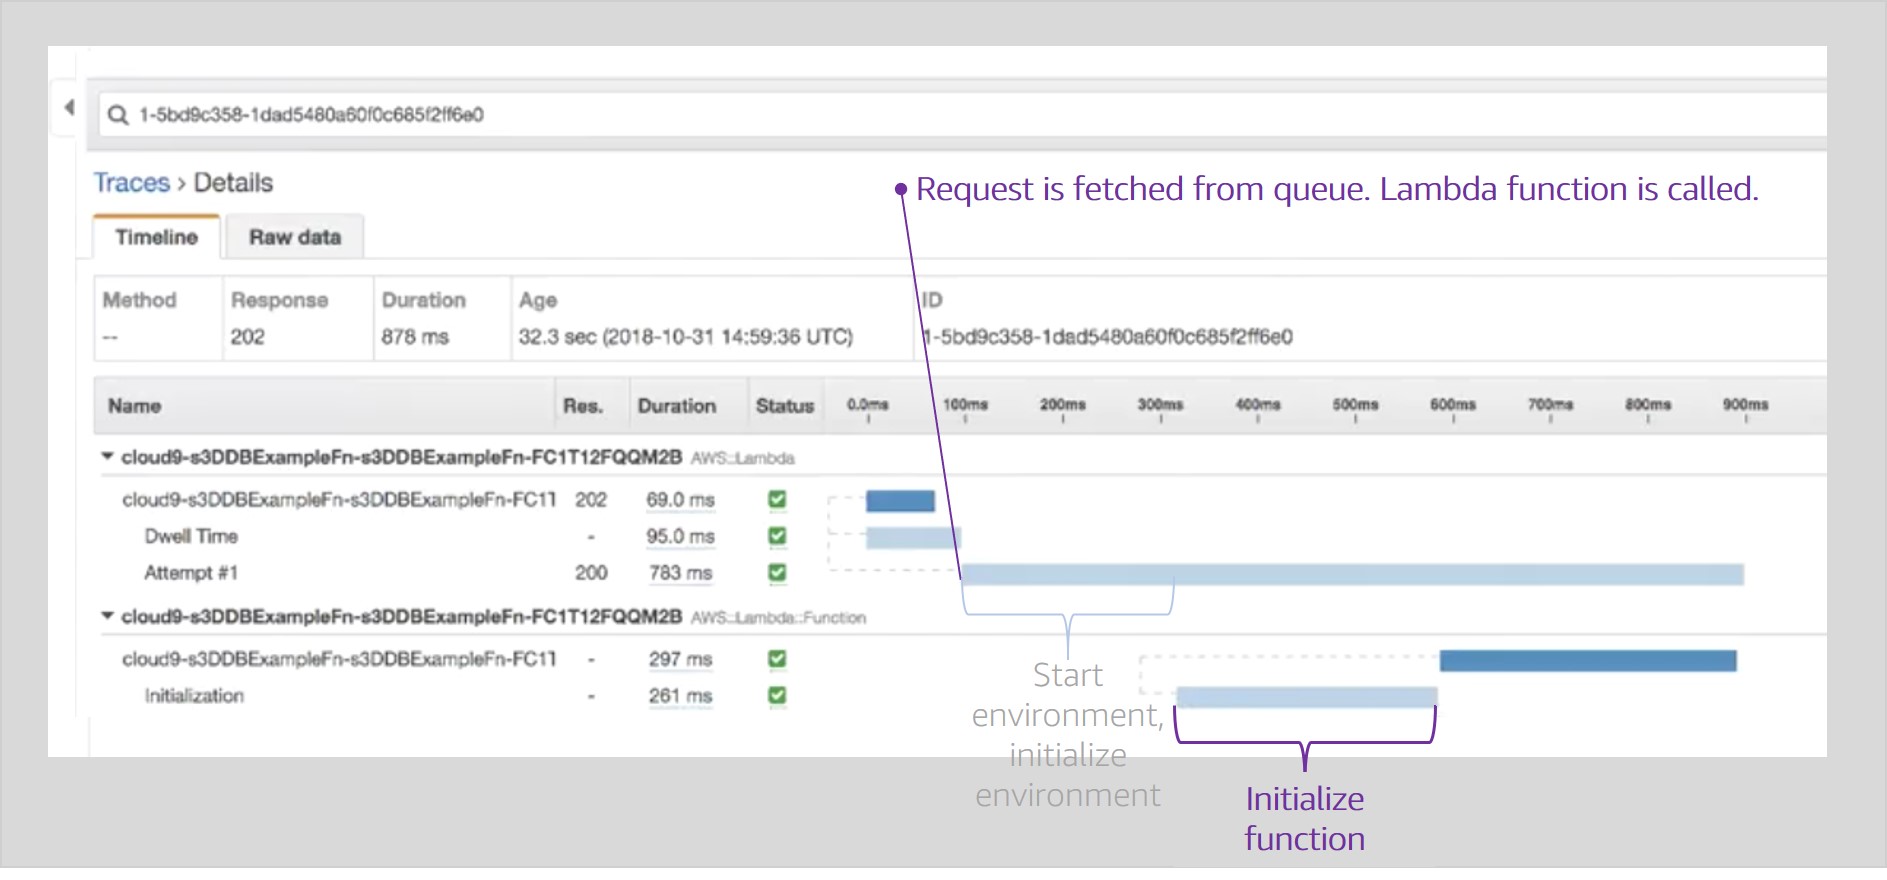 1-5bd9c358-1dad5480a60f0c685f2ff6e0
Traces › Details
Request is fetched from queue. Lambda function is called.
Timeline Raw data
Method Response Duration Age ID
-- 202 878 ms 32.3 sec (2018-10-31 14:59:36 UTC) 1-5bd9c358-1dad5480a60f0c685f2ff6e0
Name Res. Duration Status 0.0ms 100ms 200ms 300ms 400ms 500ms 600ms 700ms 800ms 900ms
cloud9-s3DDBExampleFn-s3DDBExampleFn-FC1T12FQQM2B AWS::Lambda
cloud9-s3DDBExampleFn-s3DDBExampleFn-FC1T 202 69.0 ms
Dwell Time - 95.0 ms
Attempt #1 200 783 ms
cloud9-s3DDBExampleFn-s3DDBExampleFn-FC1T12FQQM2B AWS::Lambda::Function
cloud9-s3DDBExampleFn-s3DDBExampleFn-FC1T - 297 ms
Initialization - 261 ms
Start
environment,
initialize
environment
Initialize
function